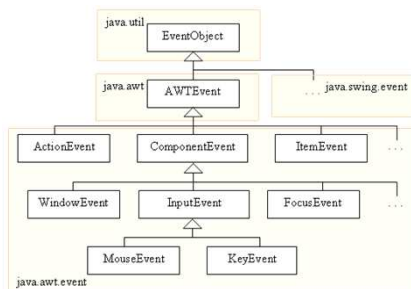 java.util
EventObject
java.awt
AWTEvent
. . . java.swing.event
ActionEvent
ComponentEvent
ItemEvent
. . .
WindowEvent
InputEvent
FocusEvent
. . .
MouseEvent
KeyEvent
java.awt.event